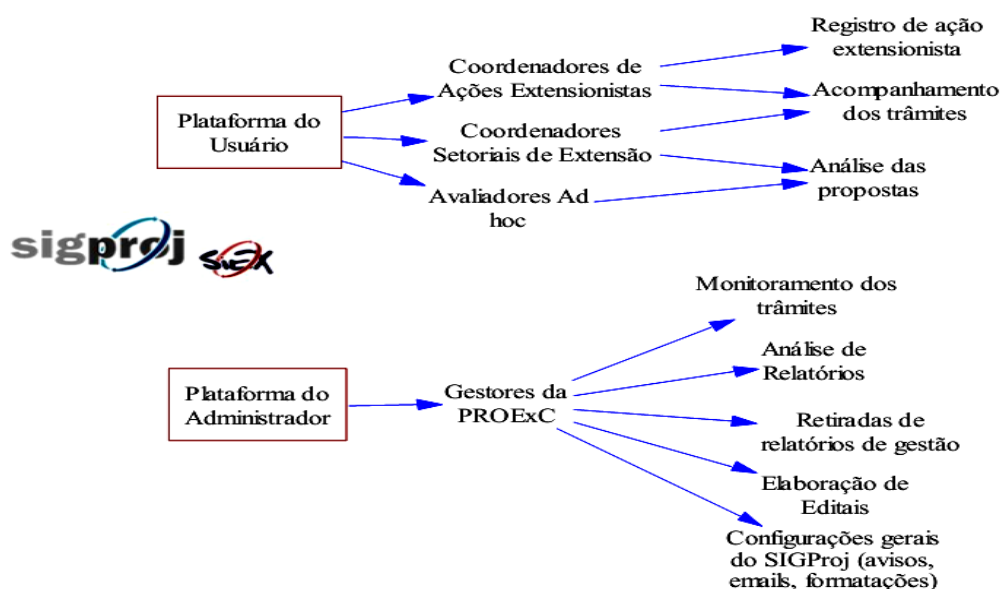 Registro de ação
extensionista
Coordenadores de
Ações Extensionistas
Acompanhamento
dos trâmites
Plataforma do
Usuário
Coordenadores
Setoriais de Extensão
Análise das
propostas
Avaliadores Ad
hoc
sigproj
SIEX
Monitoramento dos
trâmites
Análise de
Relatórios
Plataforma do
Administrador
Gestores da
PROExC
Retiradas de
relatórios de gestão
Elaboração de
Editais
Configurações gerais
do SIGProj (avisos,
emails, formatações)